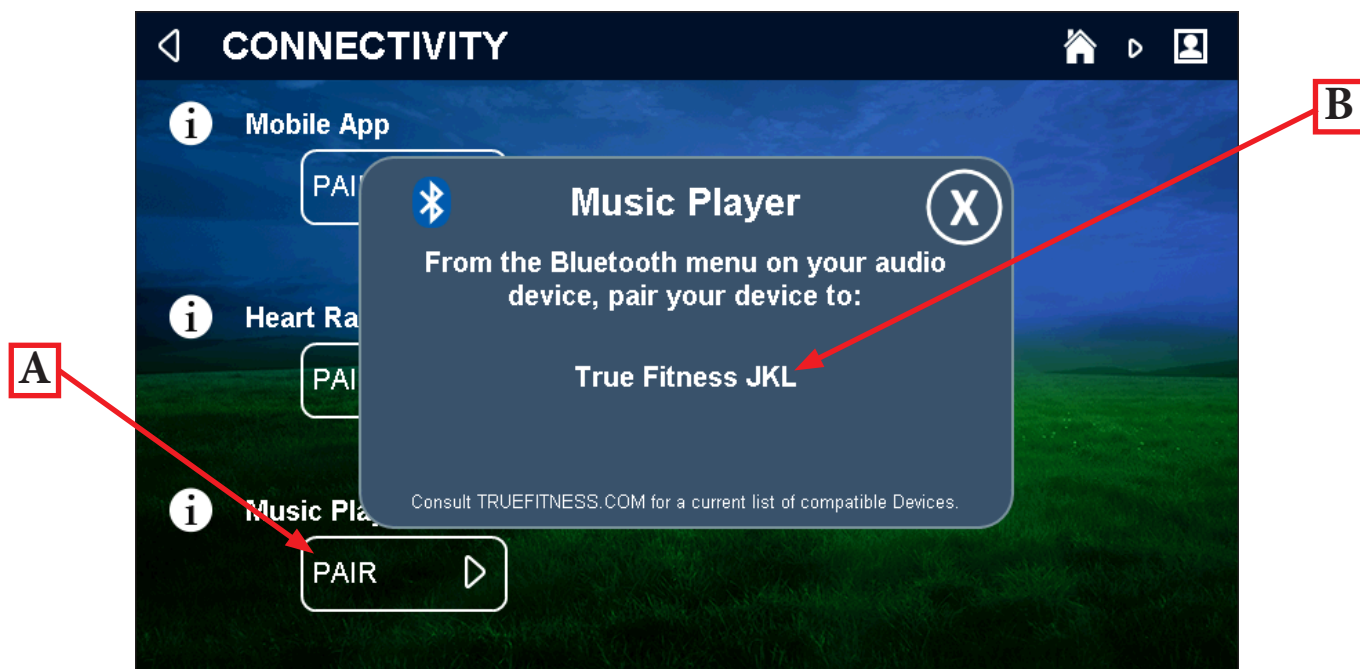 CONNECTIVITY
i Mobile App
PAI
B
Music Player
X
From the Bluetooth menu on your audio
device, pair your device to:
i Heart Ra
A
PAI
True Fitness JKL
i Music Pla
Consult TRUEFITNESS.COM for a current list of compatible Devices.
PAIR